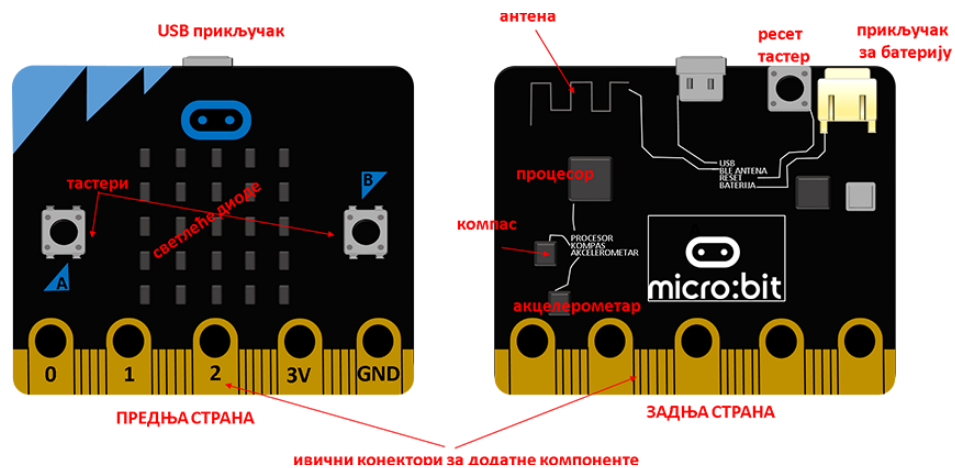 антена
USB прикључак
ресет
тастер
прикључак
за батерију
USB
BLE ANTENA
RESET
BATERIJA
тастери
B
светлеће диоде
процесор
компас
PROCESOR
KOMPAS
AKCELEROMETAR
A
micro:bit
акцелерометар
0
1
2
3V
GND
ПРЕДЊА СТРАНА
ЗАДЊА СТРАНА
ивични конектори за додатне компоненте